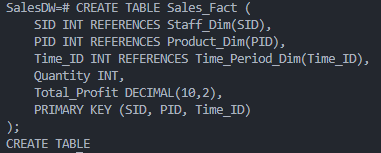 SalesDW=# CREATE TABLE Sales_Fact (
    SID INT REFERENCES Staff_Dim(SID),
    PID INT REFERENCES Product_Dim(PID),
    Time_ID INT REFERENCES Time_Period_Dim(Time_ID),
    Quantity INT,
    Total_Profit DECIMAL(10,2),
    PRIMARY KEY (SID, PID, Time_ID)
);
CREATE TABLE